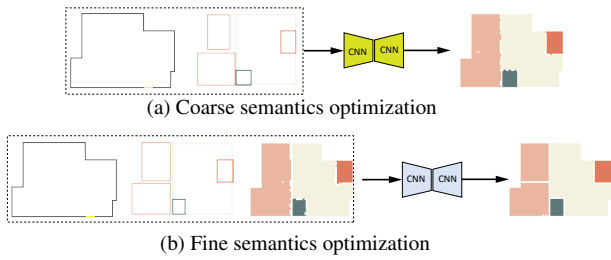 CNN CNN
(a) Coarse semantics optimization
CNN CNN
(b) Fine semantics optimization